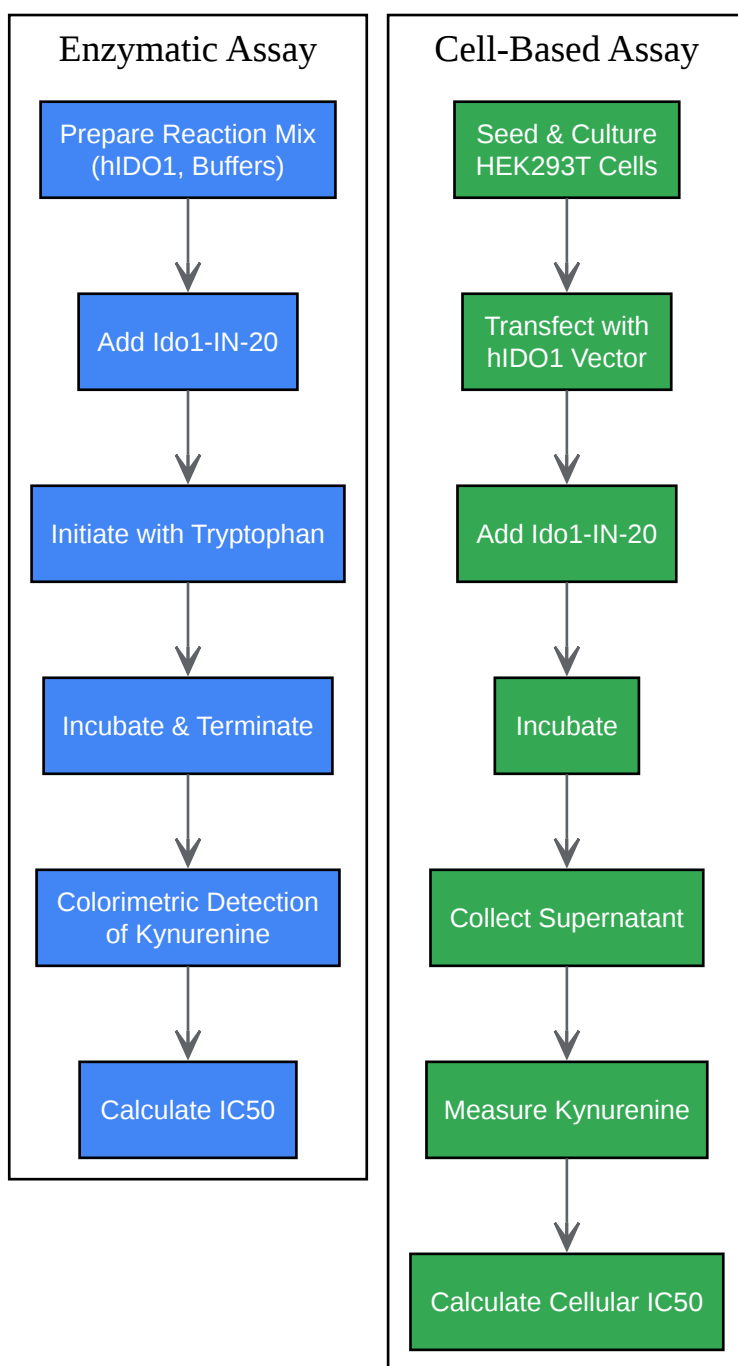 Enzymatic Assay
Prepare Reaction Mix
(hIDO1, Buffers)
Add Ido1-IN-20
Initiate with Tryptophan
Incubate & Terminate
Colorimetric Detection
of Kynurenine
Calculate IC50
Cell-Based Assay
Seed & Culture
HEK293T Cells
Transfect with
hIDO1 Vector
Add Ido1-IN-20
Incubate
Collect Supernatant
Measure Kynurenine
Calculate Cellular IC50